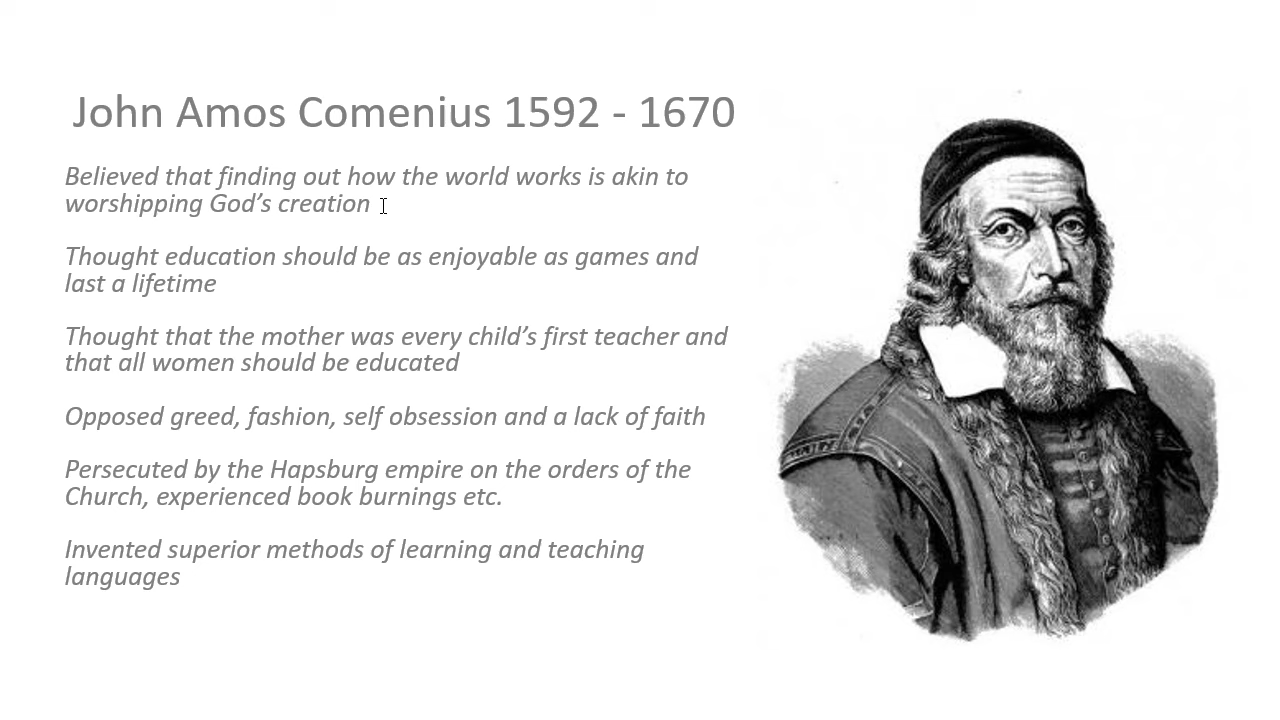 John Amos Comenius 1592 - 1670
Believed that finding out how the world works is akin to
worshipping God’s creation
Thought education should be as enjoyable as games and
last a lifetime
Thought that the mother was every child’s first teacher and
that all women should be educated
Opposed greed, fashion, self obsession and a lack of faith
Persecuted by the Hapsburg empire on the orders of the
Church, experienced book burnings etc.
Invented superior methods of learning and teaching
languages